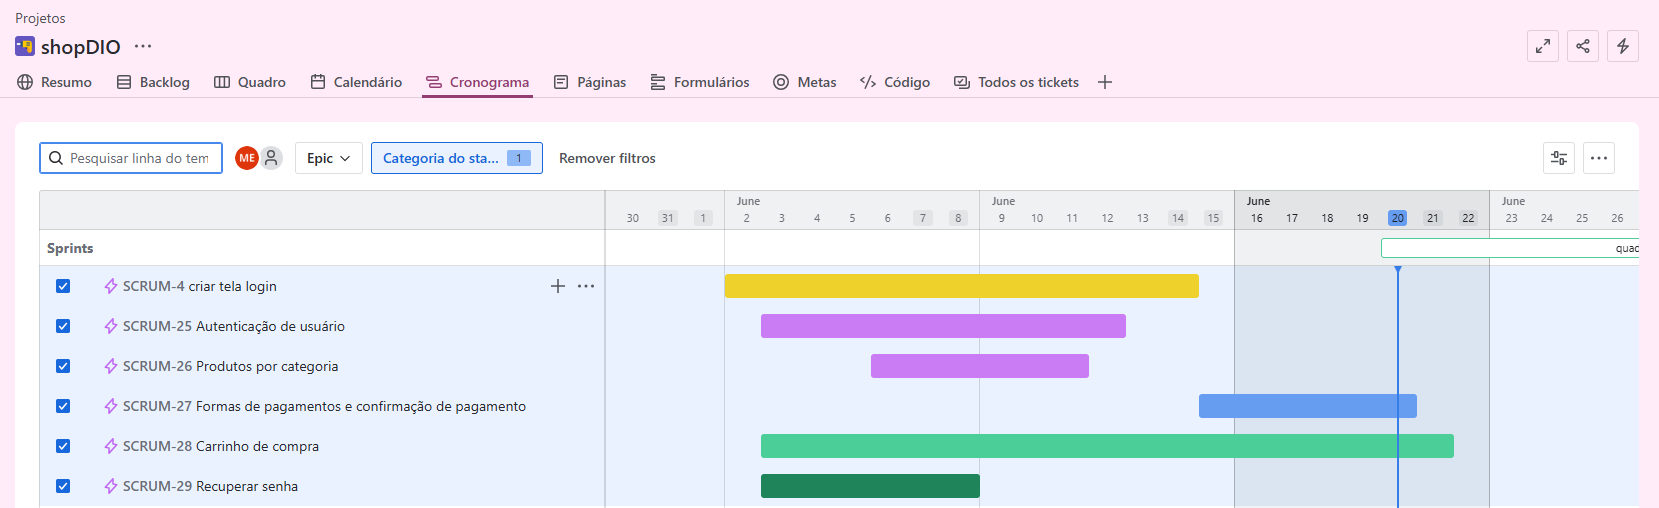 Projetos
shopDIO
Resumo Backlog Quadro Calendário Cronograma Páginas Formulários Metas Código Todos os tickets
Pesquisar linha do tem ME Epic Categoria do sta... 1 Remover filtros
June June June June
30 31 1 2 3 4 5 6 7 8 9 10 11 12 13 14 15 16 17 18 19 20 21 22 23 24 25 26
Sprints quad
SCRUM-4 criar tela login
SCRUM-25 Autenticação de usuário
SCRUM-26 Produtos por categoria
SCRUM-27 Formas de pagamentos e confirmação de pagamento
SCRUM-28 Carrinho de compra
SCRUM-29 Recuperar senha